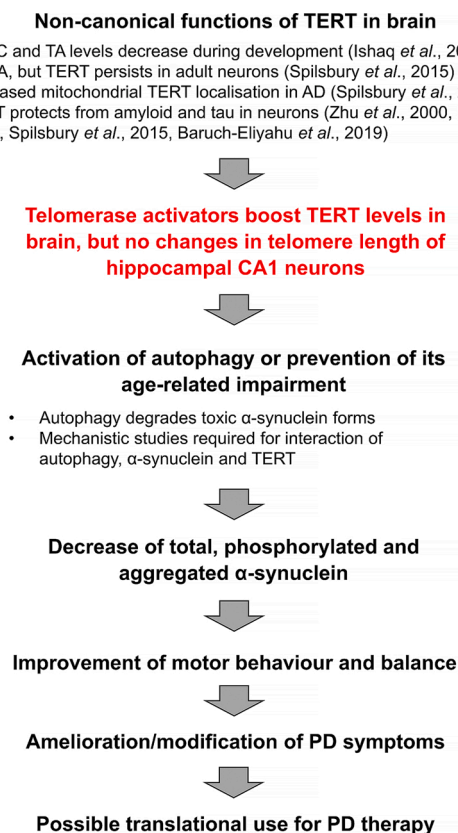 Non-canonical functions of TERT in brain
C and TA levels decrease during development (Ishaq et al., 20
A, but TERT persists in adult neurons (Spilsbury et al., 2015)
ased mitochondrial TERT localisation in AD (Spilsbury et al.,
T protects from amyloid and tau in neurons (Zhu et al., 2000,
, Spilsbury et al., 2015, Baruch-Eliyahu et al., 2019)
Telomerase activators boost TERT levels in
brain, but no changes in telomere length of
hippocampal CA1 neurons
Activation of autophagy or prevention of its
age-related impairment
• Autophagy degrades toxic α-synuclein forms
• Mechanistic studies required for interaction of
autophagy, α-synuclein and TERT
Decrease of total, phosphorylated and
aggregated α-synuclein
Improvement of motor behaviour and balance
Amelioration/modification of PD symptoms
Possible translational use for PD therapy